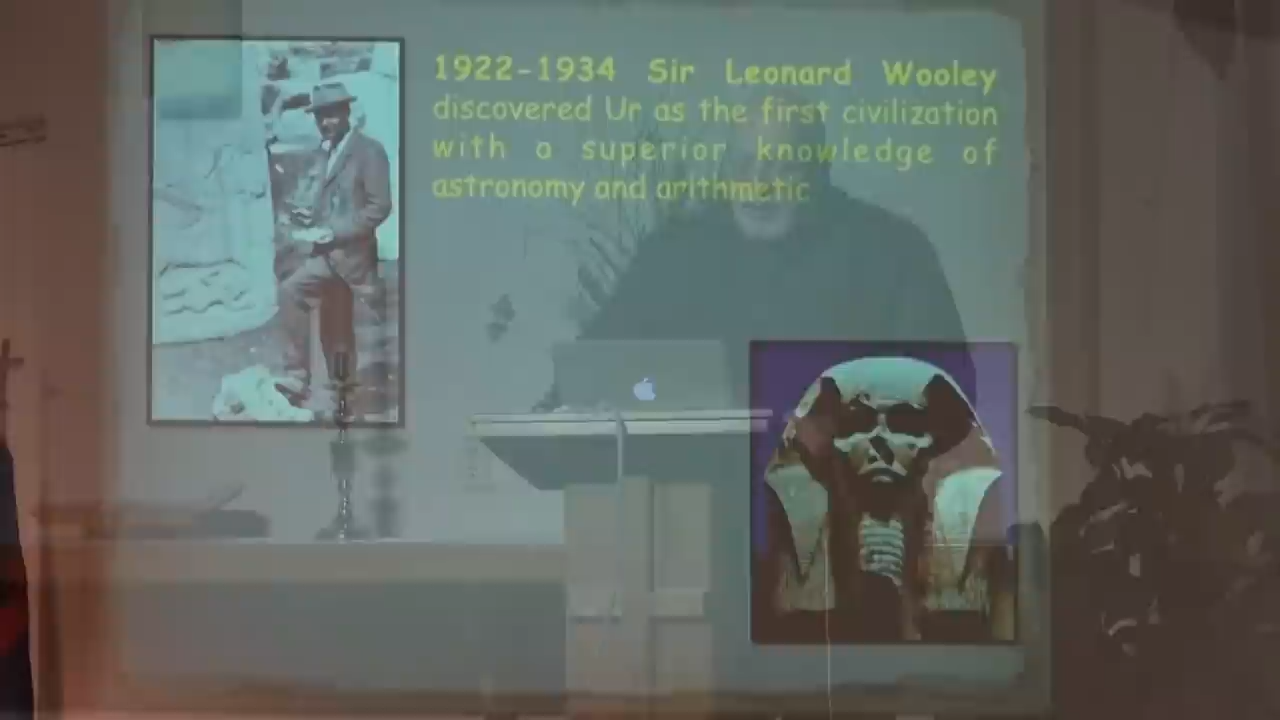 1922-1934 Sir Leonard Wooley
discovered Ur as the first civilization
with a superior knowledge of
astronomy and arithmetic